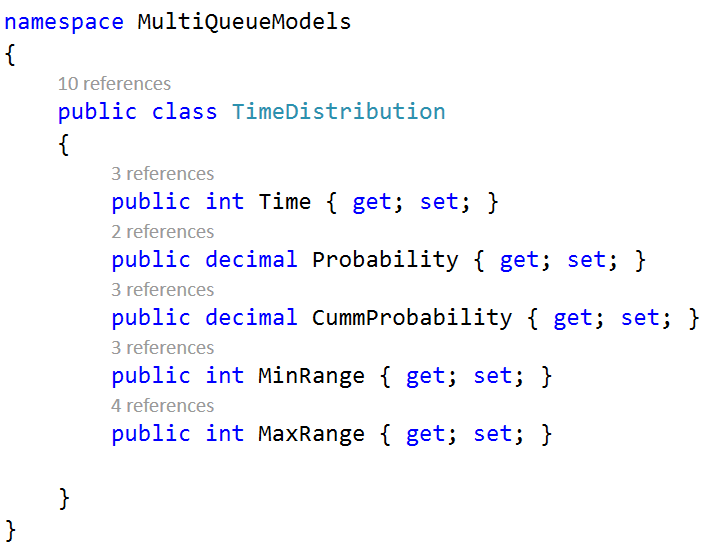 namespace MultiQueueModels
{
10 references
public class TimeDistribution
{
3 references
public int Time { get; set; }
2 references
public decimal Probability { get; set; }
3 references
public decimal CummProbability { get; set; }
3 references
public int MinRange { get; set; }
4 references
public int MaxRange { get; set; }
}
}